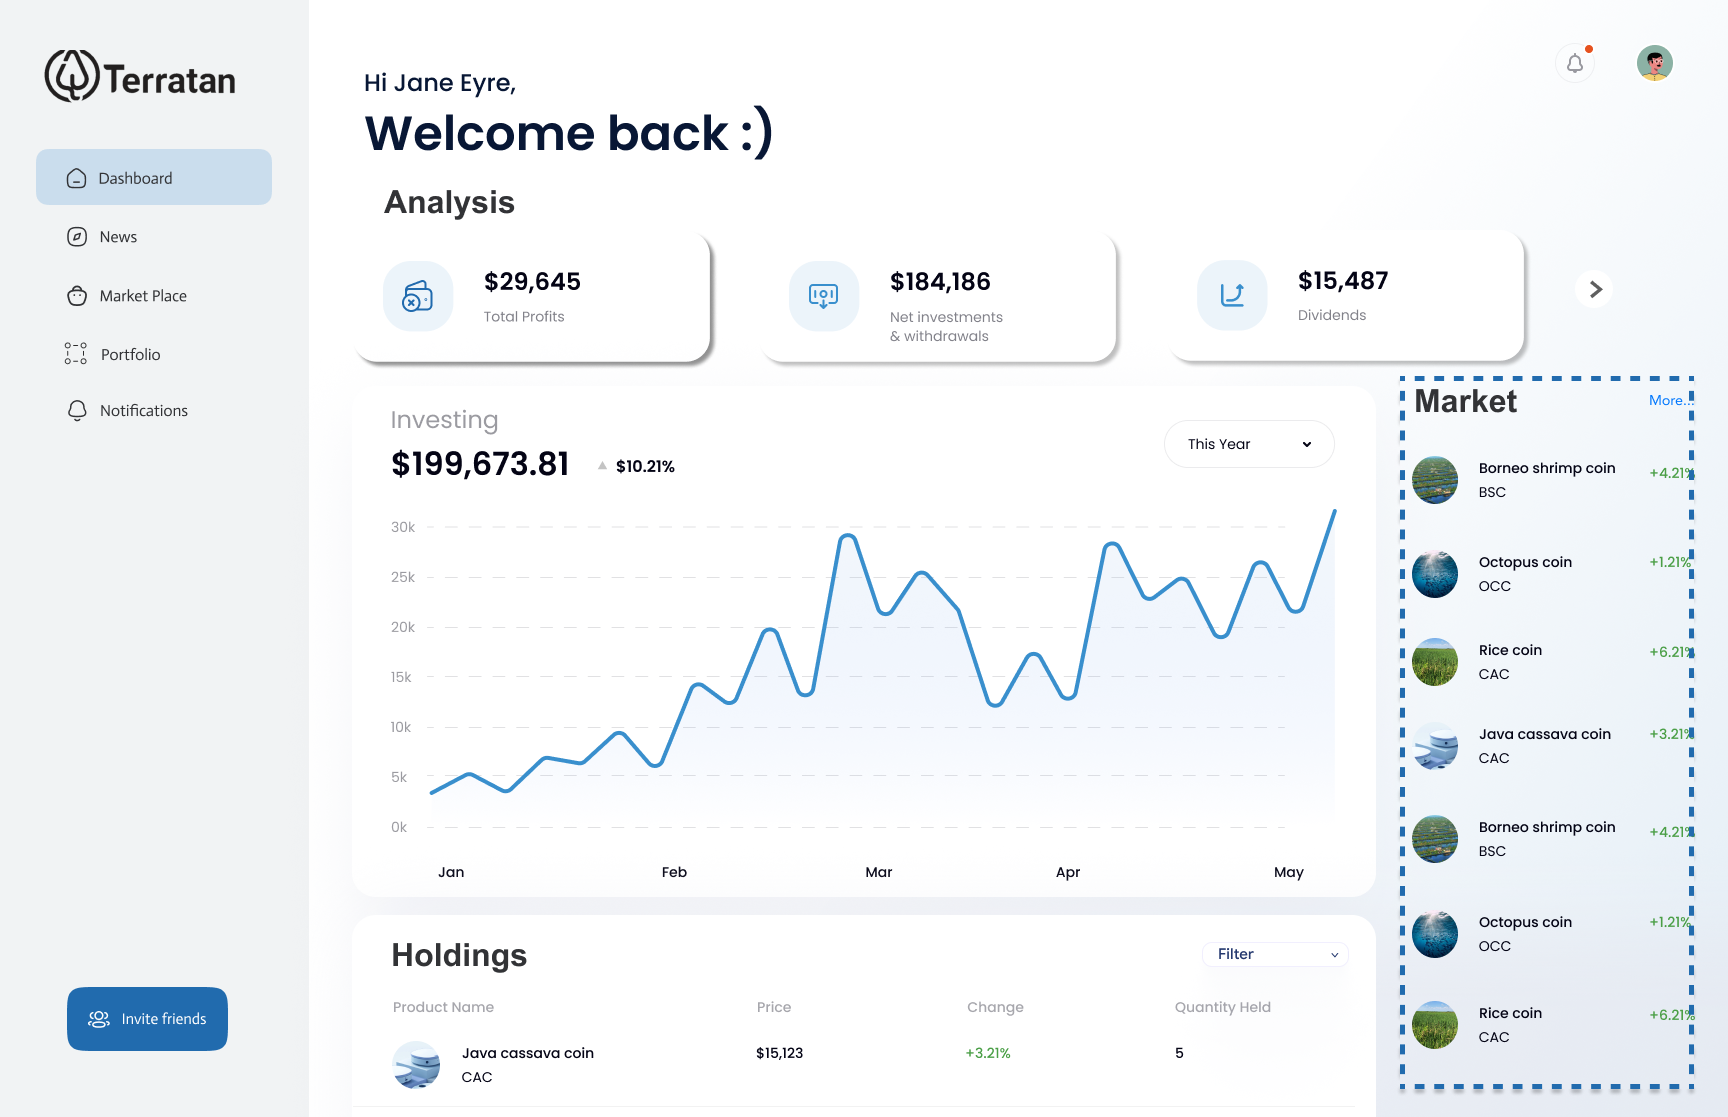 Terratan
Dashboard
News
Market Place
Portfolio
Notifications
Invite friends
Hi Jane Eyre,
Welcome back :)
Analysis
$29,645
Total Profits
$184,186
Net investments
& withdrawals
$15,487
Dividends
Investing
$199,673.81
$10.21%
This Year
30k
25k
20k
15k
10k
5k
0k
Jan
Feb
Mar
Apr
May
Holdings
Filter
Product Name
Price
Change
Quantity Held
Java cassava coin
CAC
$15,123
+3.21%
5
Market
More...
Borneo shrimp coin
BSC
+4.21%
Octopus coin
OCC
+1.21%
Rice coin
CAC
+6.21%
Java cassava coin
CAC
+3.21%
Borneo shrimp coin
BSC
+4.21%
Octopus coin
OCC
+1.21%
Rice coin
CAC
+6.21%